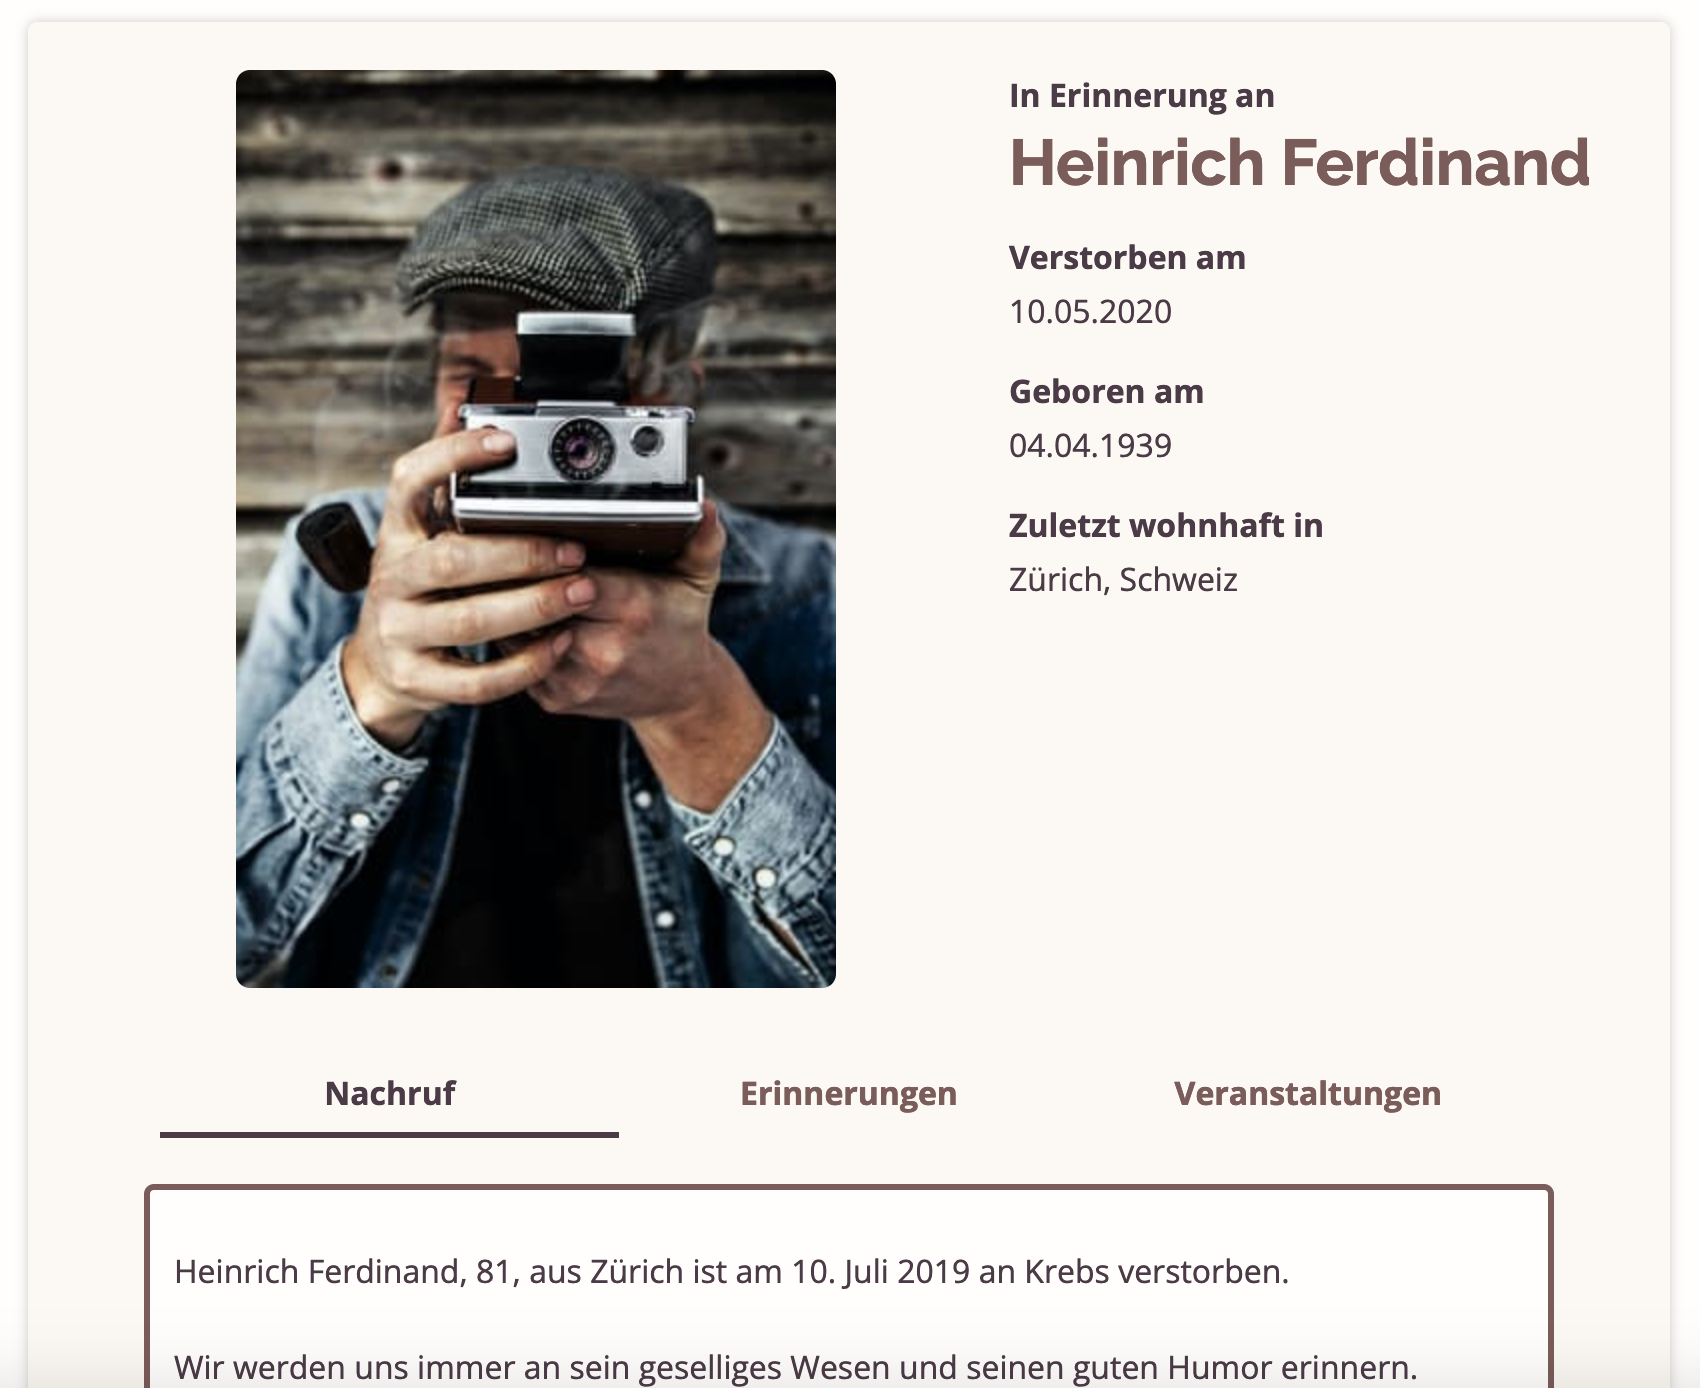 In Erinnerung an
Heinrich Ferdinand
Verstorben am
10.05.2020
Geboren am
04.04.1939
Zuletzt wohnhaft in
Zürich, Schweiz
Nachruf Erinnerungen Veranstaltungen
Heinrich Ferdinand, 81, aus Zürich ist am 10. Juli 2019 an Krebs verstorben.
Wir werden uns immer an sein geselliges Wesen und seinen guten Humor erinnern.